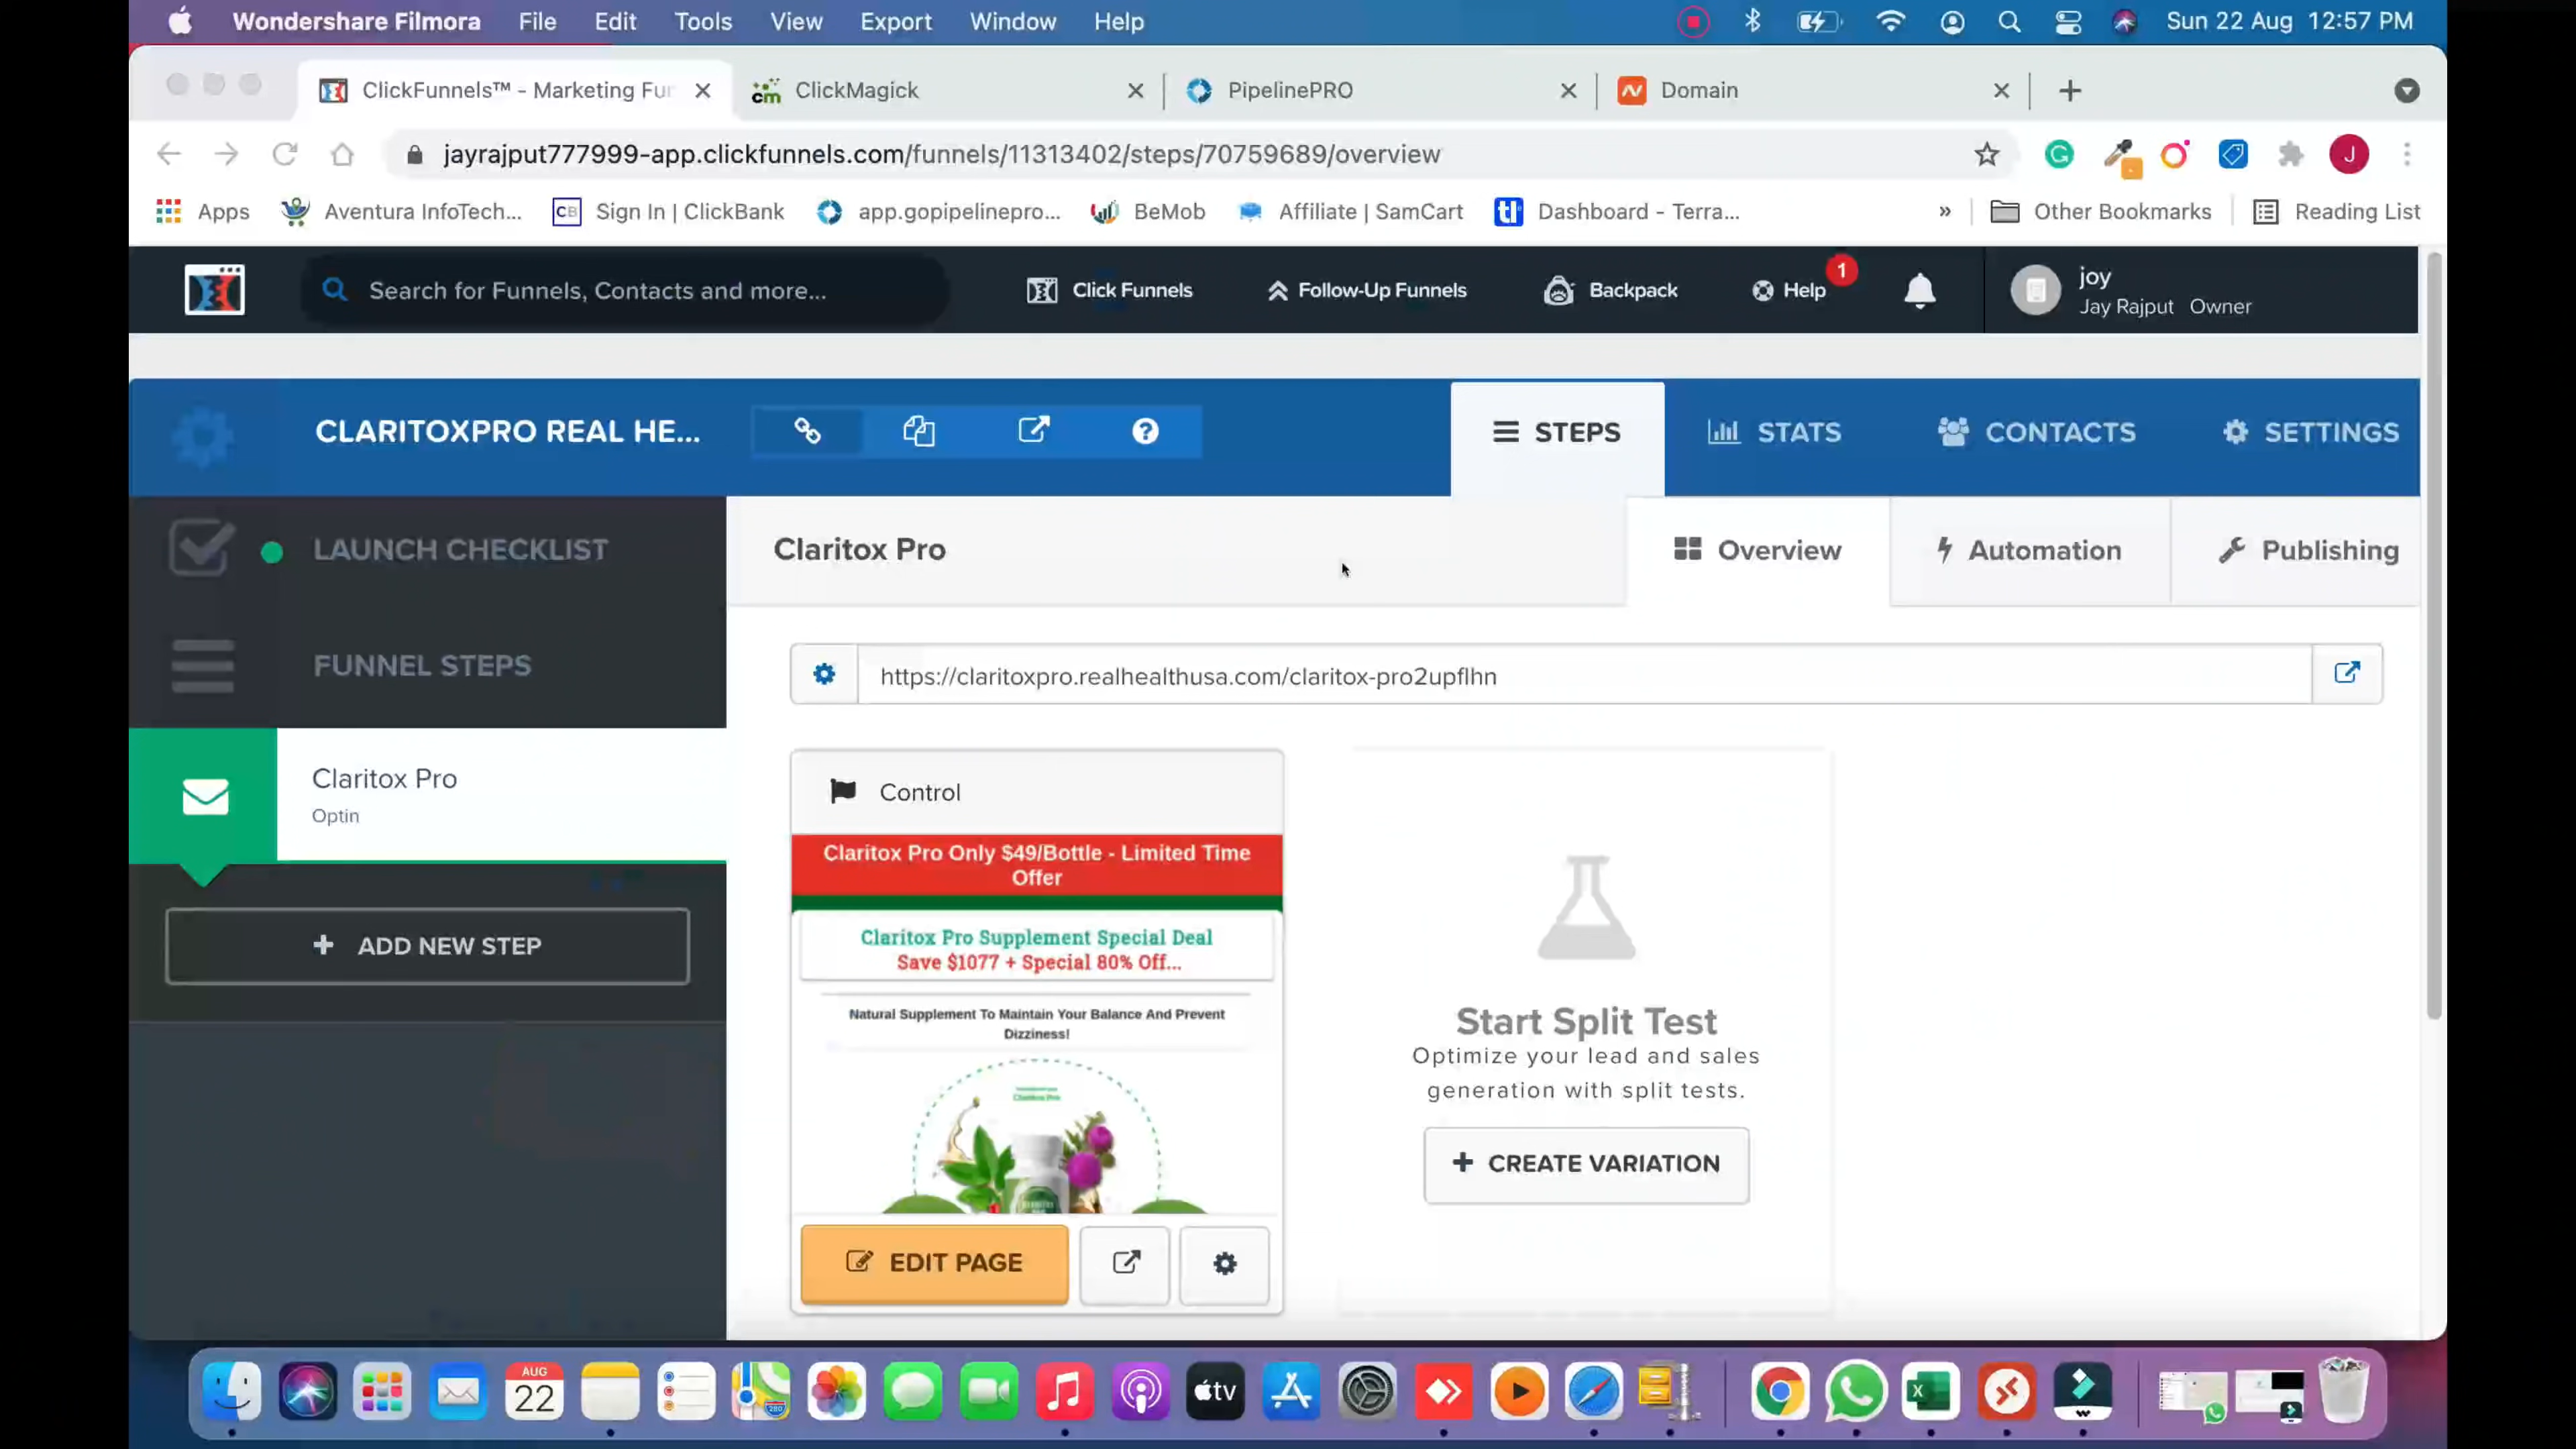 Wondershare Filmora File Edit Tools View Export Window Help Sun 22 Aug 12:57 PM
ClickFunnels™ - Marketing Fun ClickMagick PipelinePRO Domain
jayrajput777999-app.clickfunnels.com/funnels/11313402/steps/70759689/overview
J
Apps Aventura InfoTech... CB Sign In | ClickBank app.gopipelinepro... BeMob Affiliate | SamCart tl Dashboard - Terra... » Other Bookmarks Reading List
Search for Funnels, Contacts and more... Click Funnels Follow-Up Funnels Backpack Help 1 joy
Jay Rajput Owner
CLARITOXPRO REAL HE... STEPS STATS CONTACTS SETTINGS
LAUNCH CHECKLIST
Claritox Pro Overview Automation Publishing
FUNNEL STEPS
https://claritoxpro.realhealthusa.com/claritox-pro2upflhn
Claritox Pro
Optin
ADD NEW STEP
Control
Claritox Pro Only $49/Bottle - Limited Time
Offer
Claritox Pro Supplement Special Deal
Save $1077 + Special 80% Off...
Natural Supplement To Maintain Your Balance And Prevent
Dizziness!
EDIT PAGE
Start Split Test
Optimize your lead and sales
generation with split tests.
CREATE VARIATION
AUG
22
tv